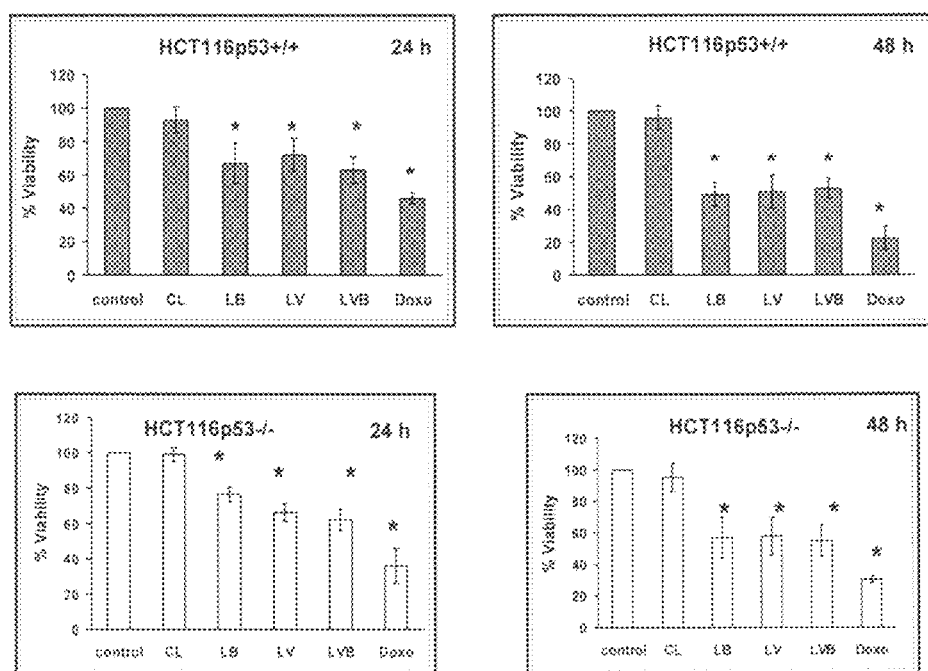 HCT116p53+/+ 24 h
120
100
80
60
40
20
0
% Viability
control CL LB LV LVB Doxo
HCT116p53+/+ 48 h
120
100
80
60
40
20
0
% Viability
control CL LB LV LVB Doxo
HCT116p53-/- 24 h
120
100
80
60
40
20
0
% Viability
control CL LB LV LVB Doxo
HCT116p53-/- 48 h
120
100
80
60
40
20
0
% Viability
control CL LB LV LVB Doxo